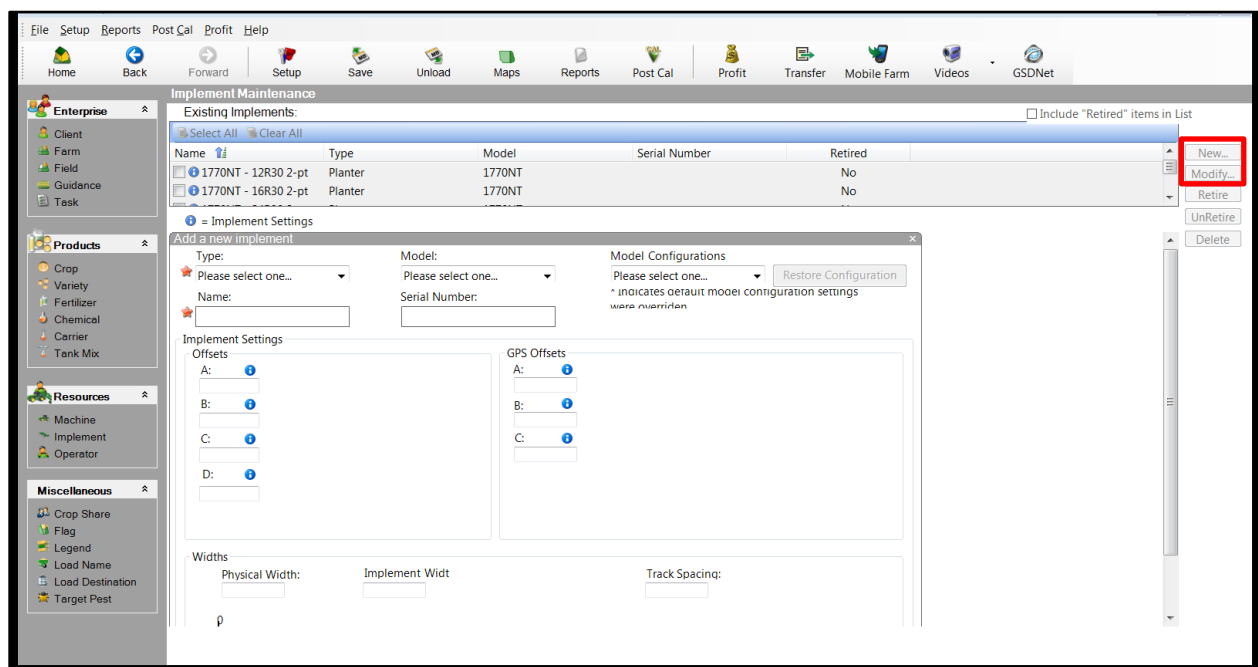 File Setup Reports Post Cal Profit Help
Home Back Forward Setup Save Unload Maps Reports Post Cal Profit Transfer Mobile Farm Videos GSDNet
Enterprise
Client
Farm
Field
Guidance
Task
Products
Crop
Variety
Fertilizer
Chemical
Carrier
Tank Mix
Resources
Machine
Implement
Operator
Miscellaneous
Crop Share
Flag
Legend
Load Name
Load Destination
Target Pest
Implement Maintenance
Existing Implements:
Include "Retired" items in List
Select All Clear All
Name Type Model Serial Number Retired
1770NT - 12R30 2-pt Planter 1770NT No
1770NT - 16R30 2-pt Planter 1770NT No
= Implement Settings
New...
Modify...
Retire
UnRetire
Delete
Add a new implement
Type: Model: Model Configurations
Please select one... Please select one... Please select one... Restore Configuration
* Indicates default model configuration settings
were overriden
Name: Serial Number:
Implement Settings
Offsets GPS Offsets
A: A:
B: B:
C: C:
D:
Widths
Physical Width: Implement Widt Track Spacing:
0